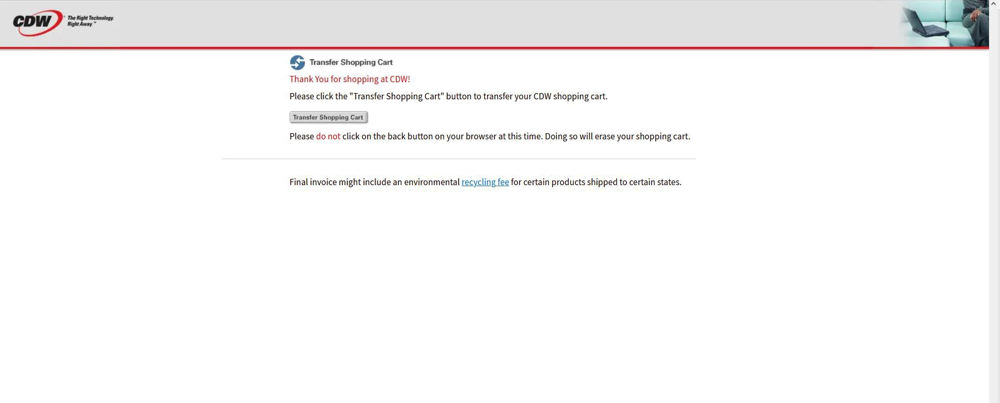 CDW The Right Technology.
Right Away.™
Transfer Shopping Cart
Thank You for shopping at CDW!
Please click the "Transfer Shopping Cart" button to transfer your CDW shopping cart.
Transfer Shopping Cart
Please do not click on the back button on your browser at this time. Doing so will erase your shopping cart.
Final invoice might include an environmental recycling fee for certain products shipped to certain states.